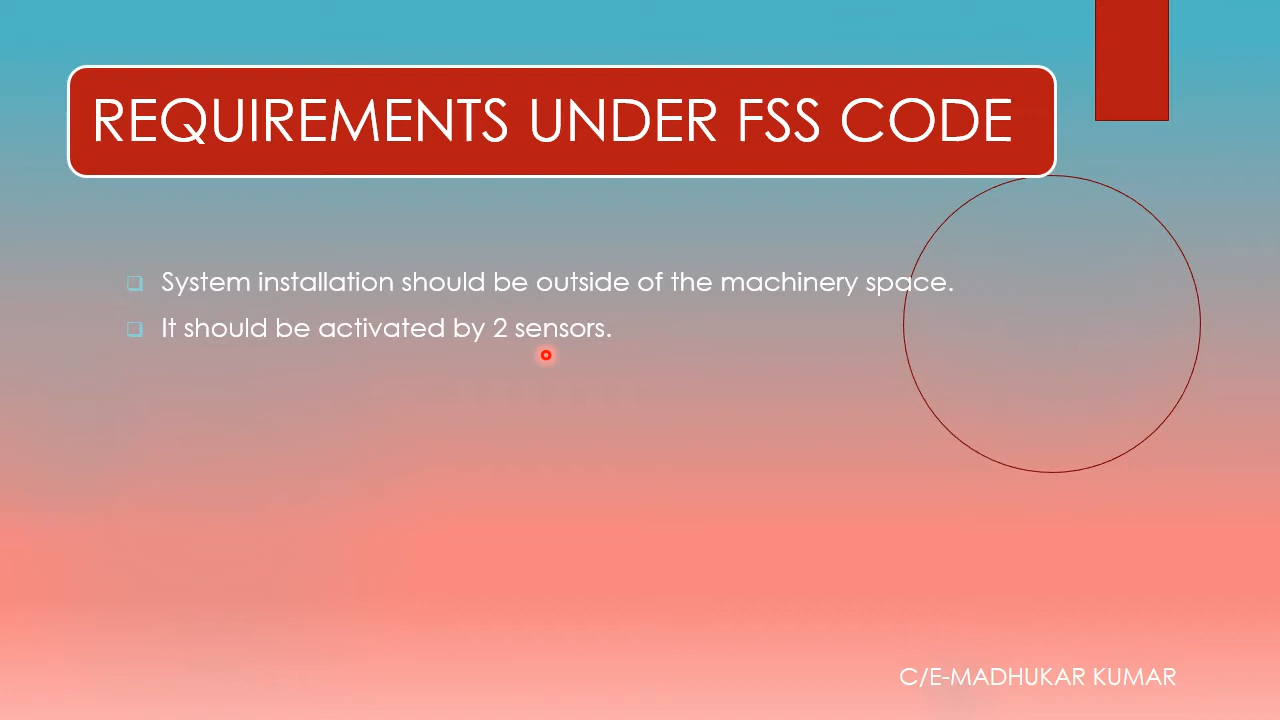 REQUIREMENTS UNDER FSS CODE
System installation should be outside of the machinery space.
It should be activated by 2 sensors.
C/E-MADHUKAR KUMAR